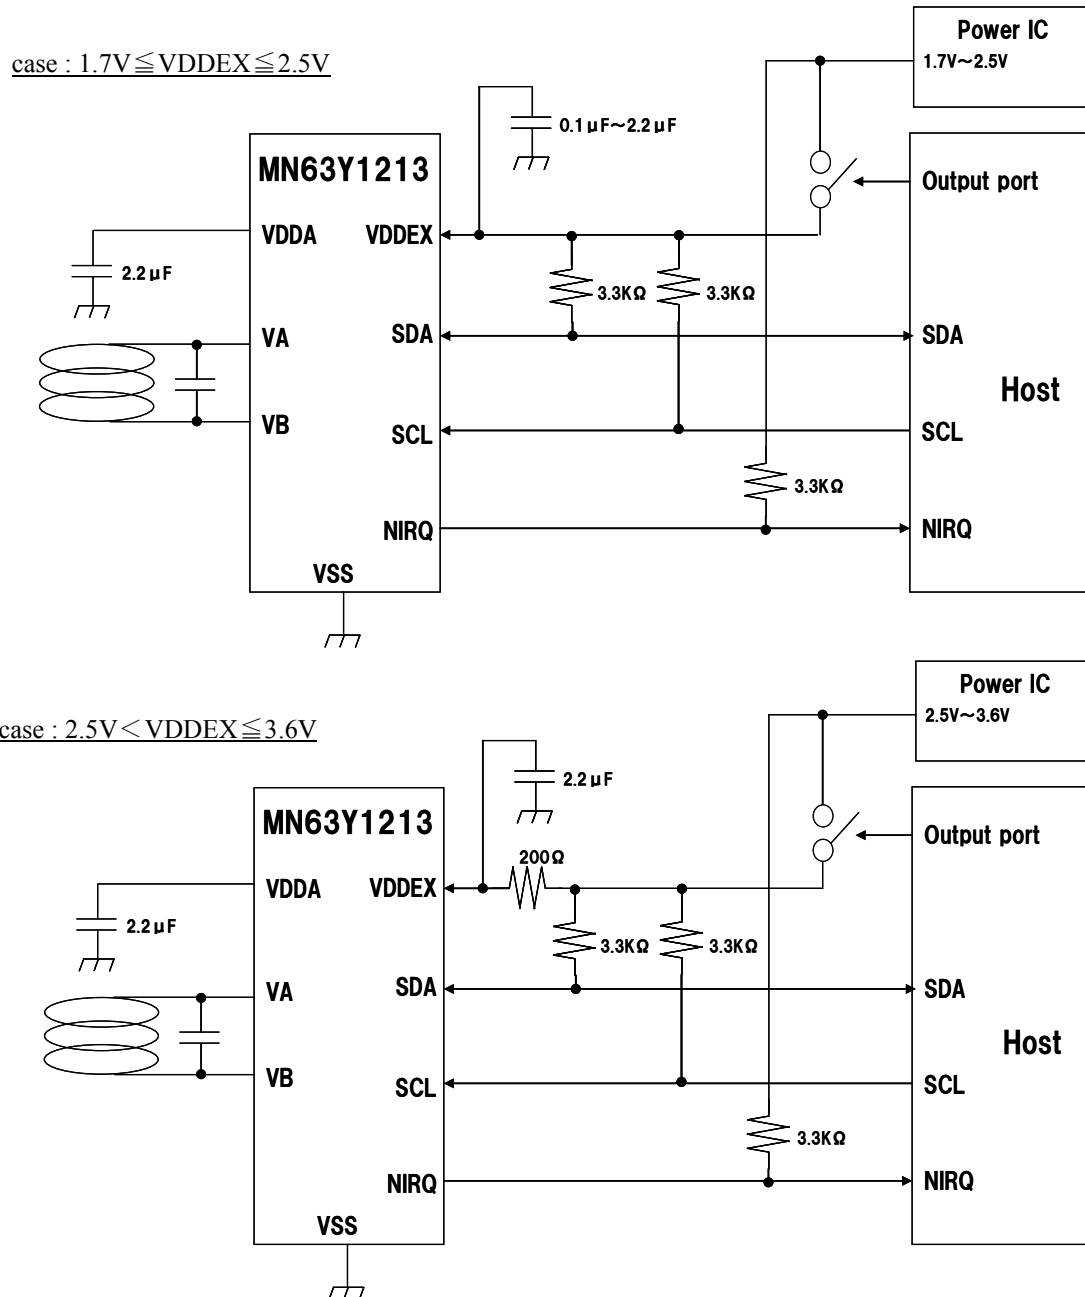 case : 1.7V≦VDDEX≦2.5V
Power IC
1.7V～2.5V
0.1μF～2.2μF
MN63Y1213
Output port
VDDA
VDDEX
2.2μF
3.3KΩ
3.3KΩ
VA
SDA
SDA
Host
VB
SCL
SCL
3.3KΩ
NIRQ
NIRQ
VSS
case : 2.5V＜VDDEX≦3.6V
Power IC
2.5V～3.6V
2.2μF
MN63Y1213
Output port
200Ω
VDDA
VDDEX
2.2μF
3.3KΩ
3.3KΩ
VA
SDA
SDA
Host
VB
SCL
SCL
3.3KΩ
NIRQ
NIRQ
VSS